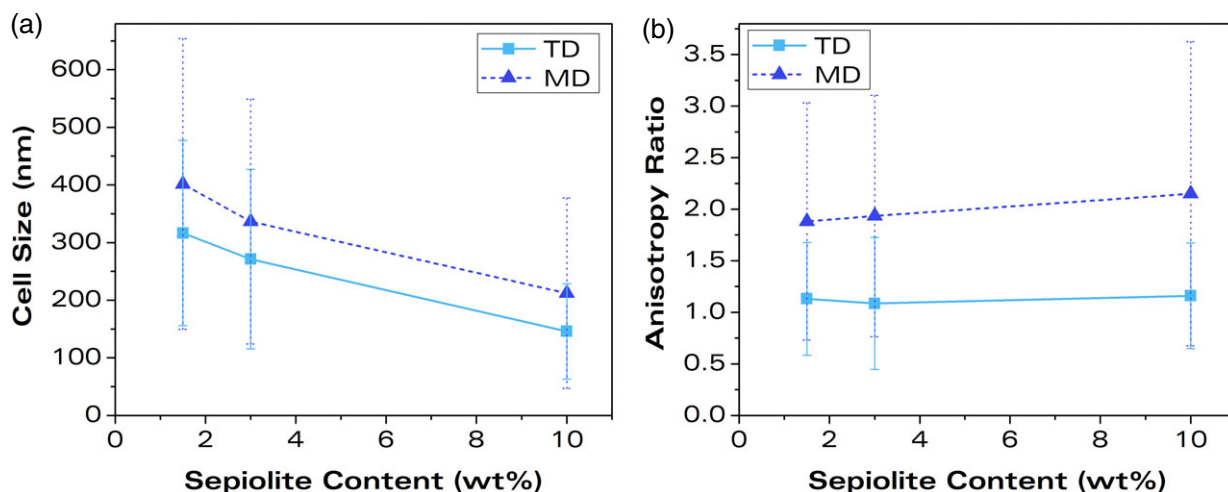 (a)
TD
MD
Cell Size (nm)
600
500
400
300
200
100
0
0 2 4 6 8 10
Sepiolite Content (wt%)
(b)
TD
MD
Anisotropy Ratio
3.5
3.0
2.5
2.0
1.5
1.0
0.5
0.0
0 2 4 6 8 10
Sepiolite Content (wt%)